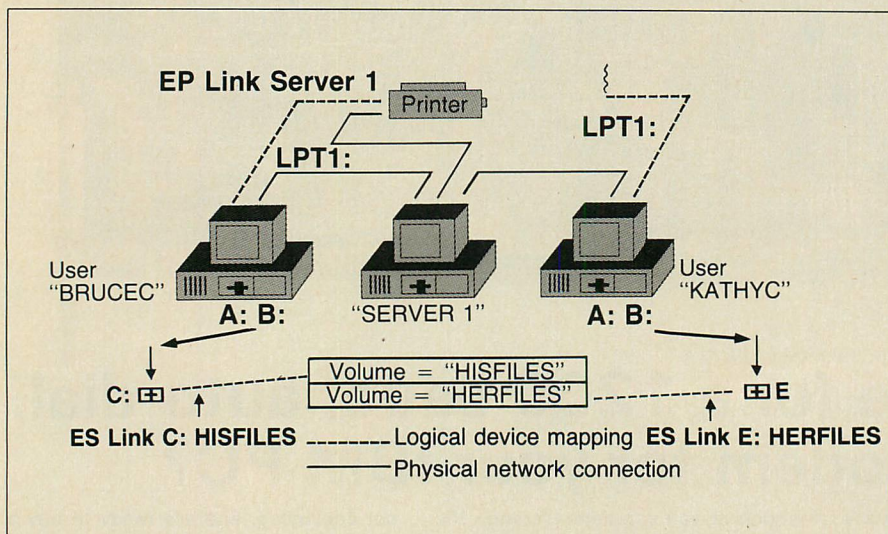 EP Link Server 1
Printer
LPT1:
LPT1:
User
"BRUCEC"
"SERVER 1"
User
"KATHYC"
A: B:
A: B:
Volume = "HISFILES"
Volume = "HERFILES"
C:
E
ES Link C: HISFILES
Logical device mapping
ES Link E: HERFILES
Physical network connection